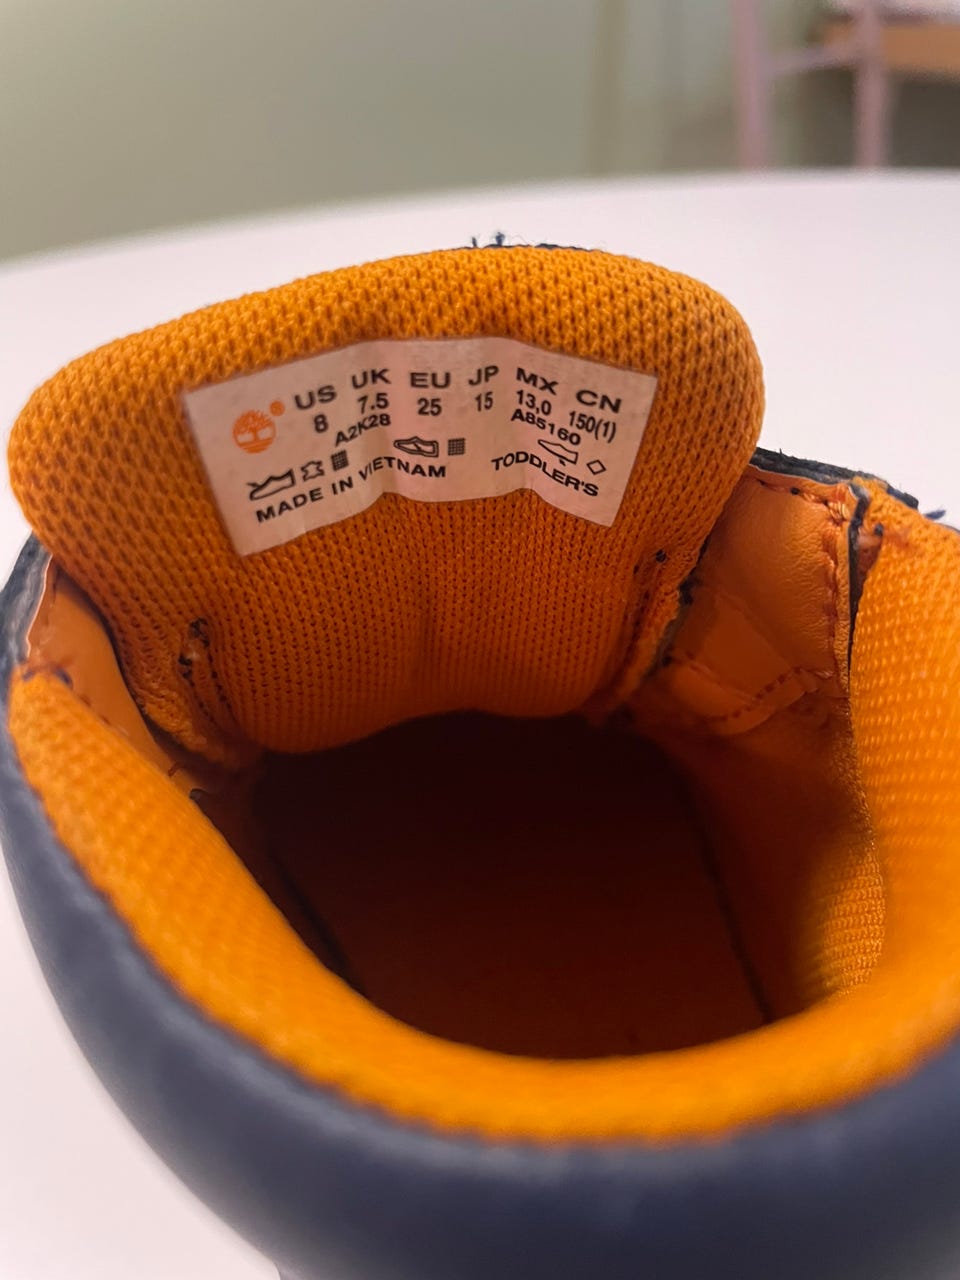 ® US UK EU JP MX CN
8 7.5 25 15 13,0 150(1)
A2K28 A85160
MADE IN VIETNAM TODDLER'S